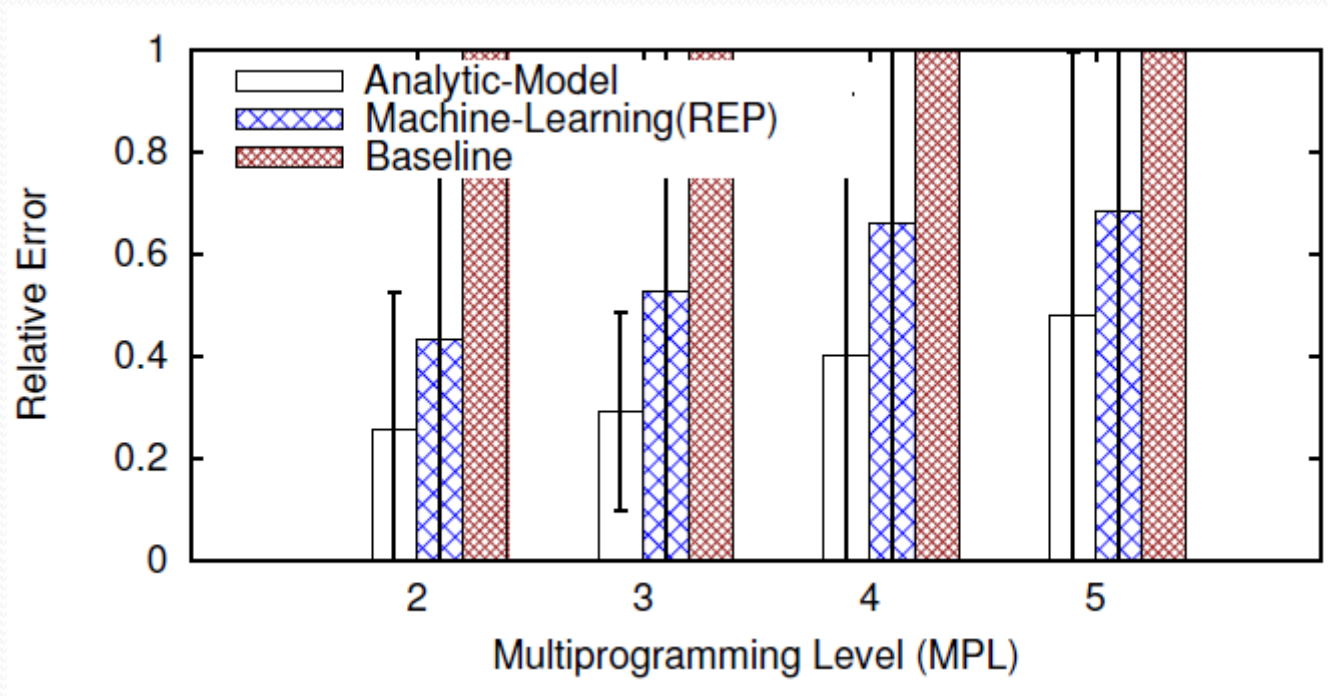 1
Analytic-Model
Machine-Learning(REP)
0.8
Baseline
0.6
Relative Error
0.4
0.2
0
2 3 4 5
Multiprogramming Level (MPL)